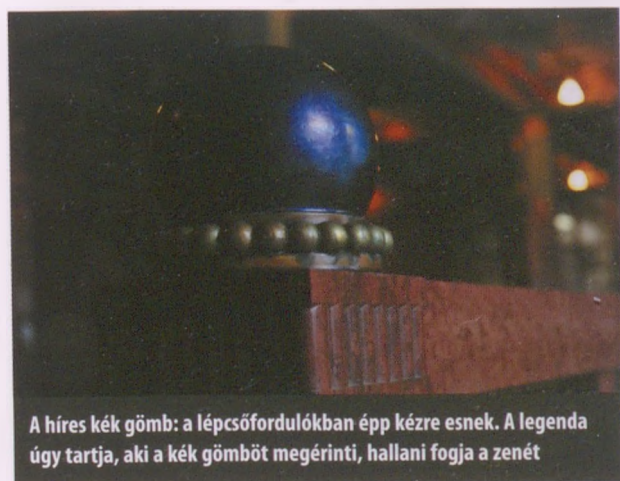 A híres kék gömb: a lépcsőfordulókban épp kézre esnek. A legenda
úgy tartja, aki a kék gömböt megérinti, hallani fogja a zenét